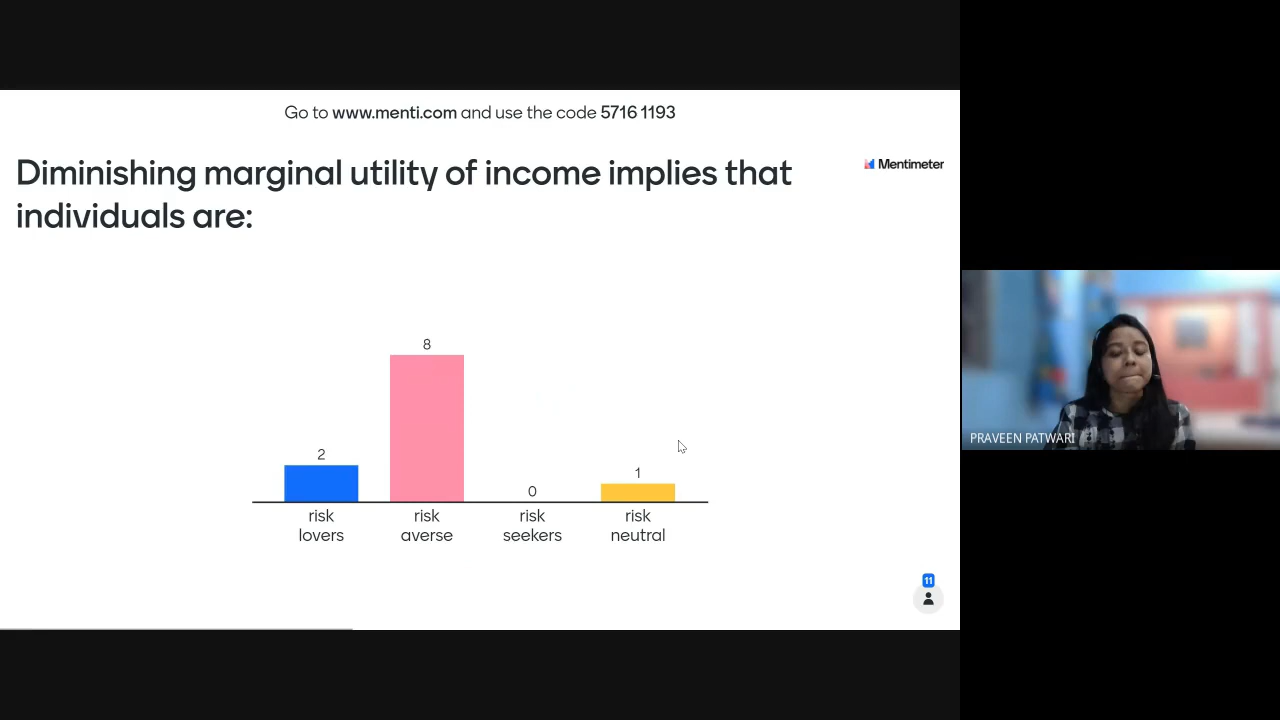 Go to www.menti.com and use the code 5716 1193
Mentimeter
Diminishing marginal utility of income implies that
individuals are:
8
2
0
1
risk
lovers
risk
averse
risk
seekers
risk
neutral
11
PRAVEEN PATWARI